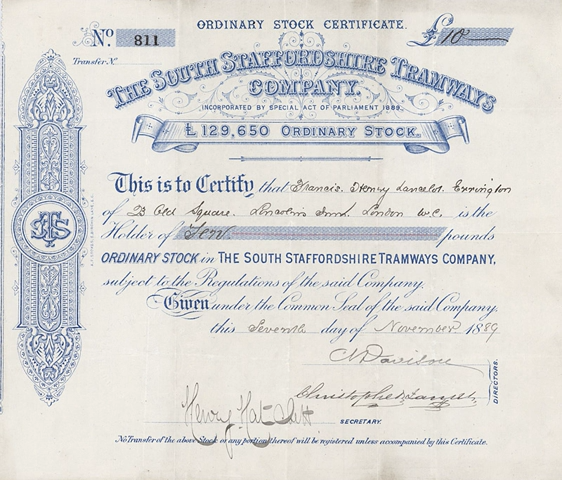 ORDINARY STOCK CERTIFICATE.
No. 811
£10
Transfer No
THE SOUTH STAFFORDSHIRE TRAMWAYS
COMPANY.
INCORPORATED BY SPECIAL ACT OF PARLIAMENT 1889.
£129,650 ORDINARY STOCK.
This is to Certify that Francis Henry Lancelot Errington
of 23 Old Square. Lincoln's Inn. London W.C. is the
Holder of Ten pounds
ORDINARY STOCK in THE SOUTH STAFFORDSHIRE TRAMWAYS COMPANY,
subject to the Regulations of the said Company.
Given under the Common Seal of the said Company,
this Seventh day of November 1889
C N Davison
Christopher
DIRECTORS.
Henry Hatchett
SECRETARY.
No Transfer of the above Stock or any portion thereof will be registered unless accompanied by this Certificate.